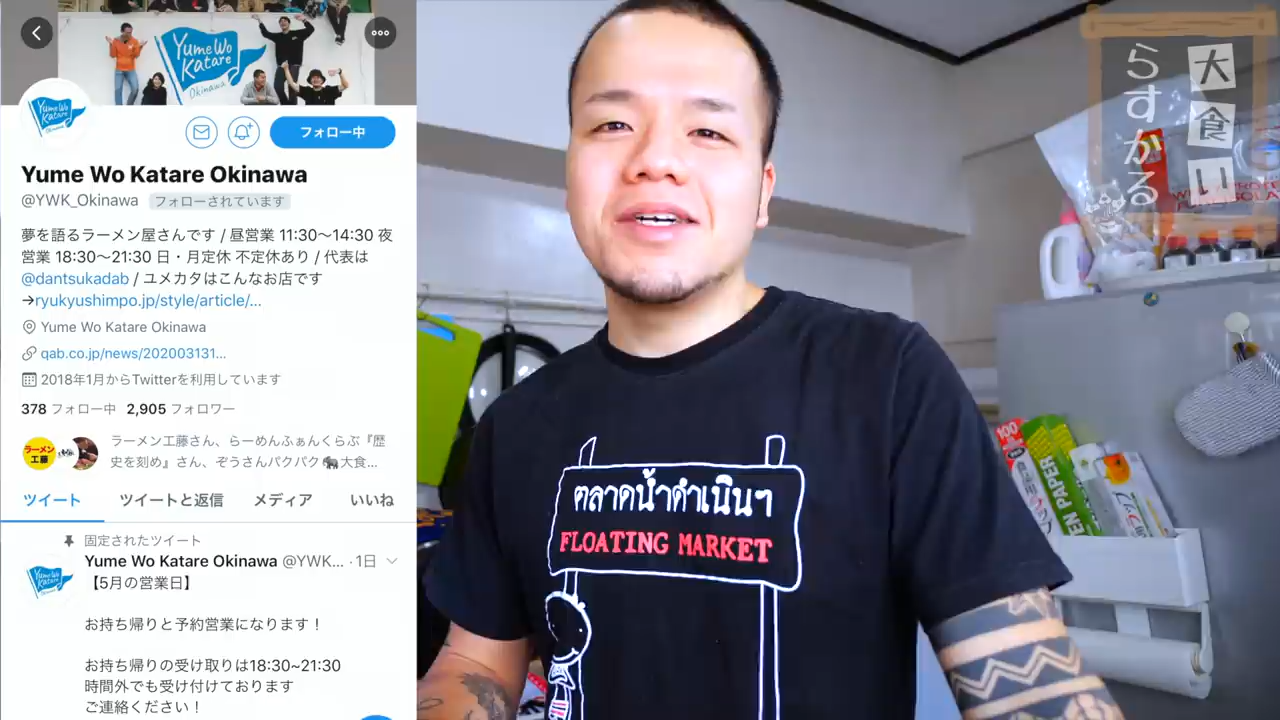 Yume Wo
Katare
Okinawa
Yume Wo
Katare
Okinawa
フォロー中
Yume Wo Katare Okinawa
@YWK_Okinawa フォローされています
夢を語るラーメン屋さんです / 昼営業 11:30〜14:30 夜
営業 18:30〜21:30 日・月定休 不定休あり / 代表は
@dantsukadab / ユメカタはこんなお店です
→ryukyushimpo.jp/style/article/...
Yume Wo Katare Okinawa
qab.co.jp/news/202003131...
2018年1月からTwitterを利用しています
378 フォロー中 2,905 フォロワー
ラーメン
工藤
ラーメン工藤さん、らーめんふぁんくらぶ『歴
史を刻め』さん、ぞうさんパクパク🐘大食...
ツイート ツイートと返信 メディア いいね
固定されたツイート
Yume Wo Katare Okinawa @YWK... · 1日
【5月の営業日】
お持ち帰りと予約営業になります！
お持ち帰りの受け取りは18:30~21:30
時間外でも受け付けております
ご連絡ください！
大食い
らすかる
ตลาดน้ำดำเนินฯ
FLOATING MARKET
100